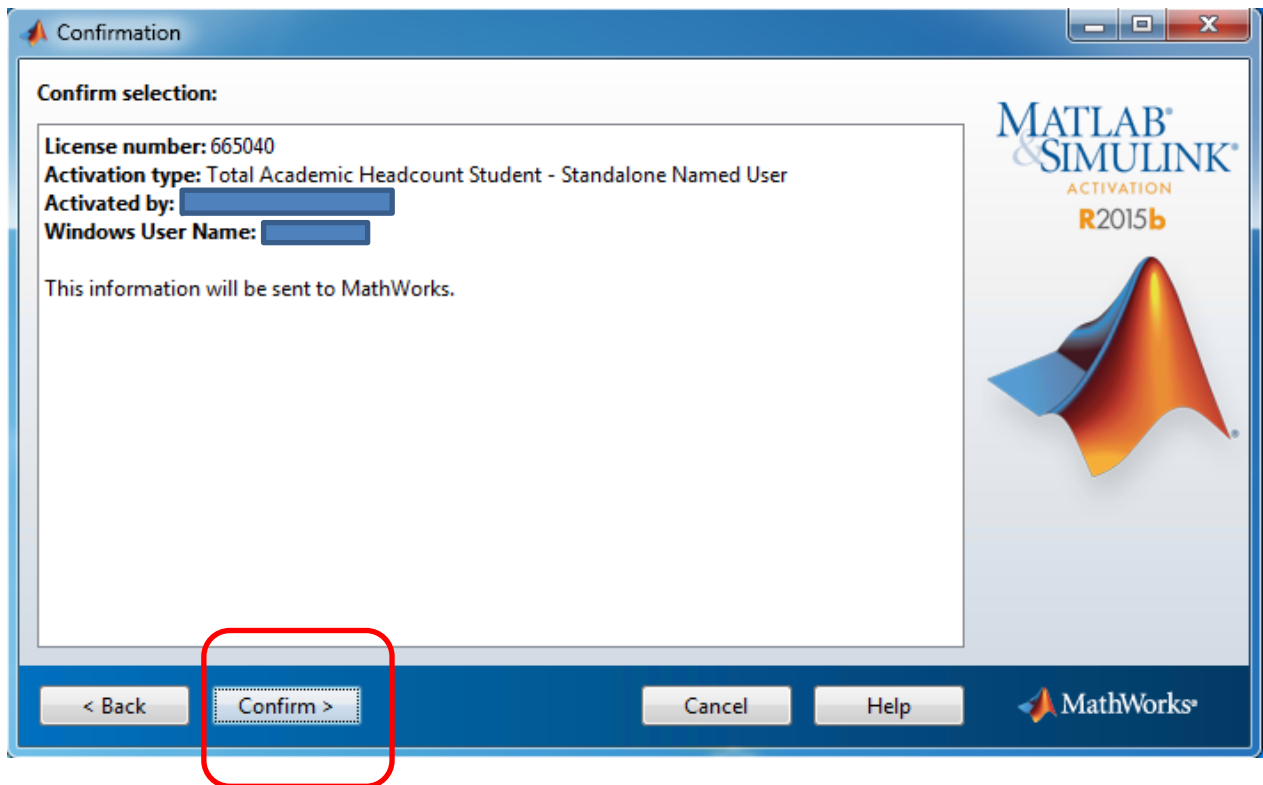 Confirmation
Confirm selection:
License number: 665040
Activation type: Total Academic Headcount Student - Standalone Named User
Activated by:
Windows User Name:
This information will be sent to MathWorks.
MATLAB®
&SIMULINK®
ACTIVATION
R2015b
< Back
Confirm >
Cancel
Help
MathWorks®